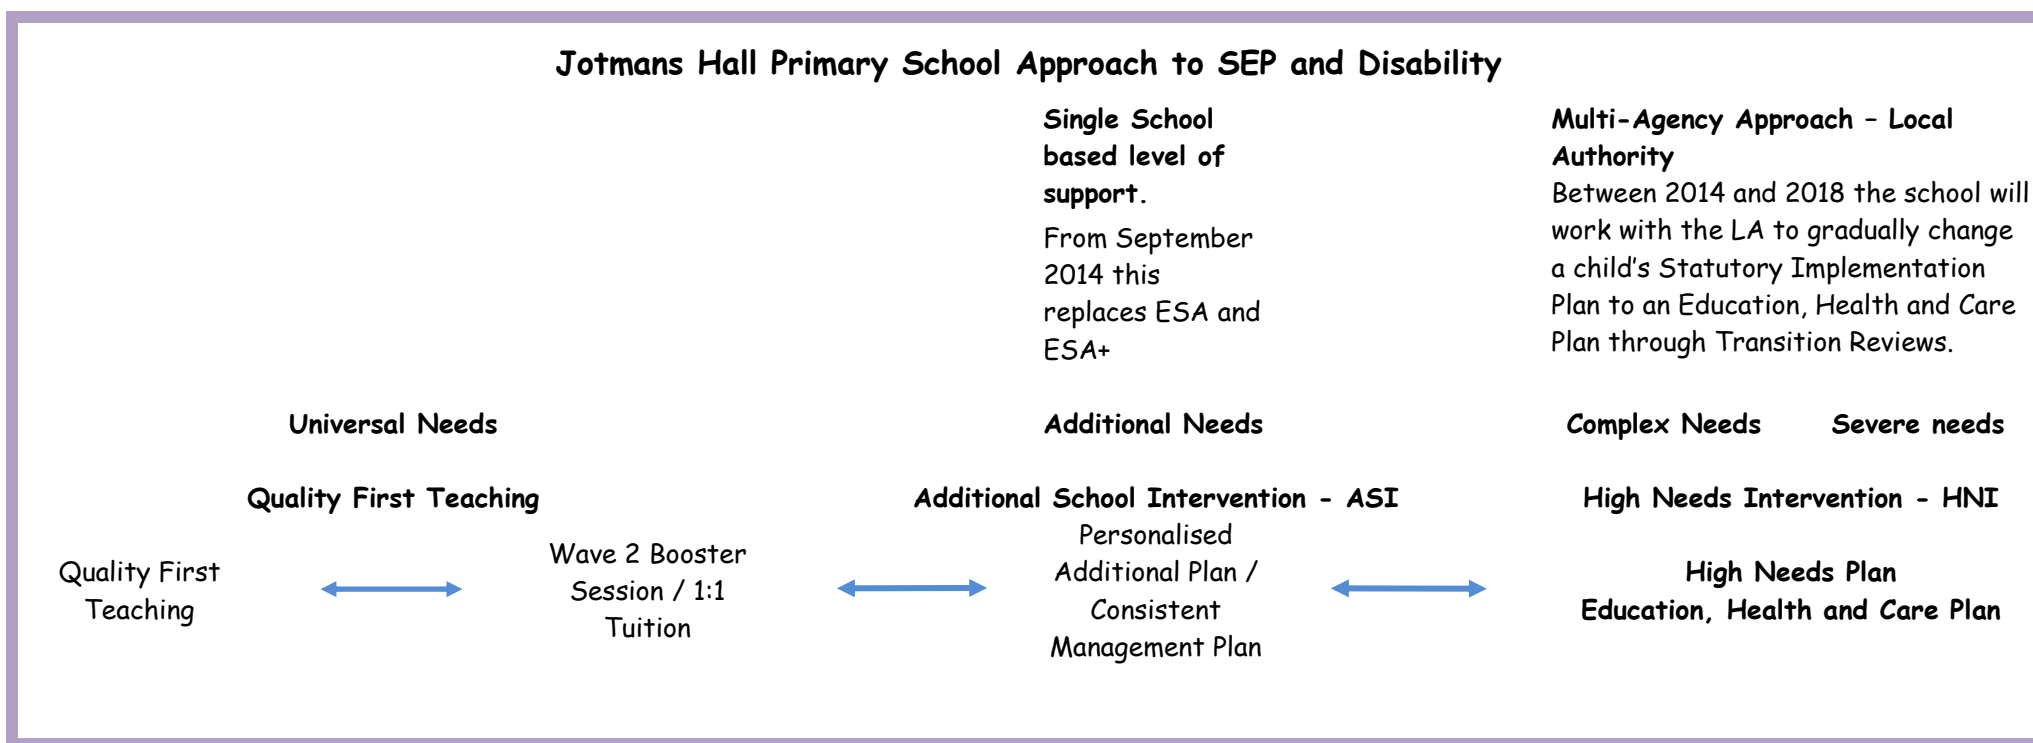 Jotmans Hall Primary School Approach to SEP and Disability
Single School
based level of
support.
From September
2014 this
replaces ESA and
ESA+
Multi-Agency Approach – Local
Authority
Between 2014 and 2018 the school will
work with the LA to gradually change
a child's Statutory Implementation
Plan to an Education, Health and Care
Plan through Transition Reviews.
Universal Needs
Additional Needs
Complex Needs
Severe needs
Quality First Teaching
Additional School Intervention - ASI
High Needs Intervention - HNI
Quality First
Teaching
Wave 2 Booster
Session / 1:1
Tuition
Personalised
Additional Plan /
Consistent
Management Plan
High Needs Plan
Education, Health and Care Plan